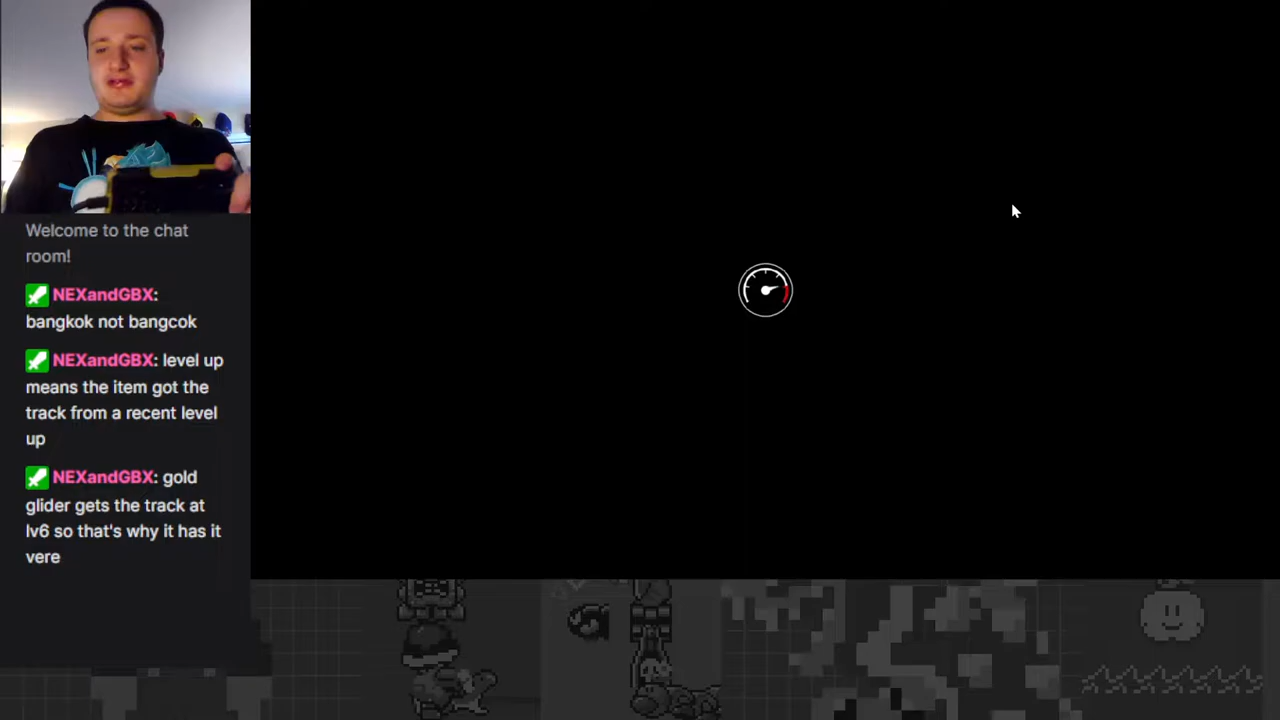 Welcome to the chat
room!
NEXandGBX:
bangkok not bangcok
NEXandGBX: level up
means the item got the
track from a recent level
up
NEXandGBX: gold
glider gets the track at
lv6 so that's why it has it
vere